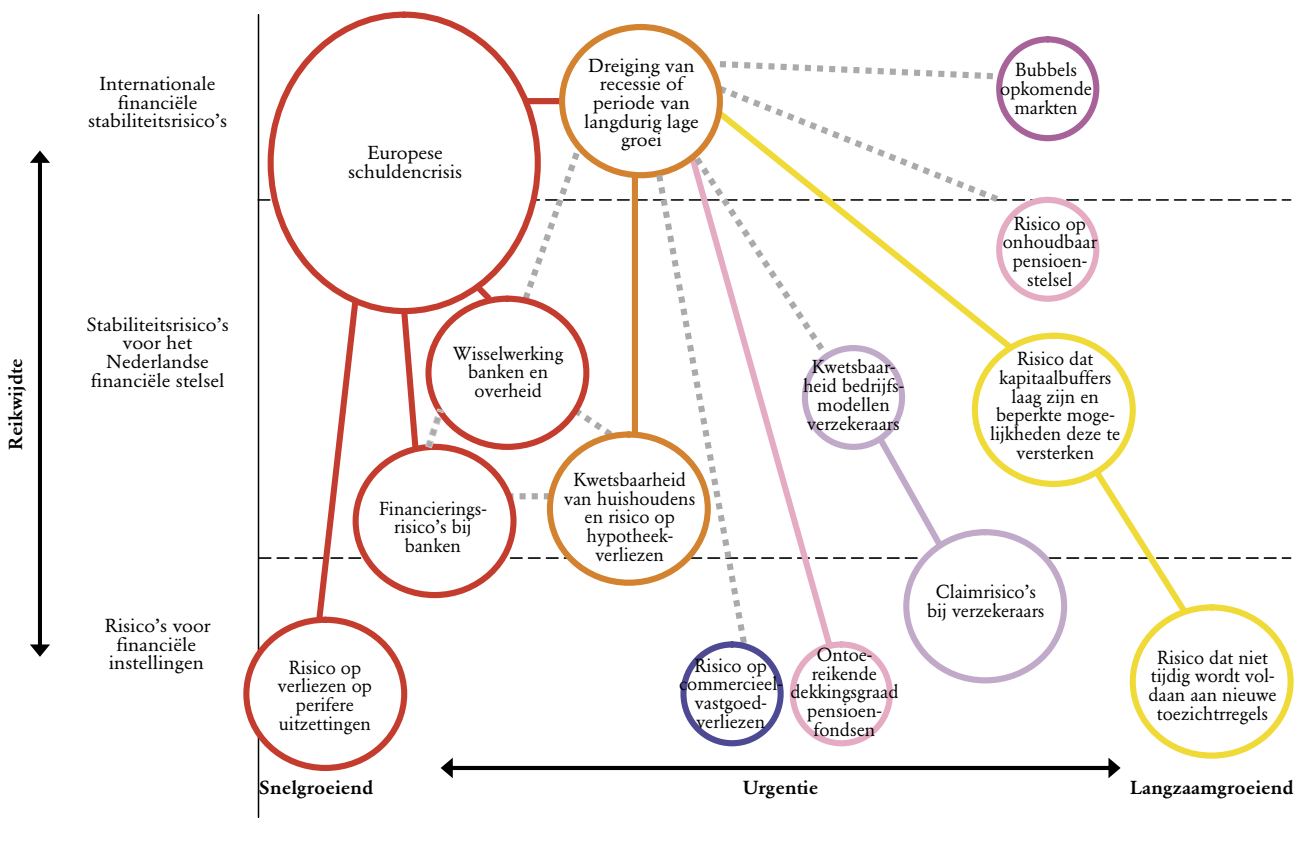 Internationale
financiële
stabiliteitsrisico’s
Europese
schuldencrisis
Dreiging van
recessie of
periode van
langdurig lage
groei
Bubbels
opkomende
markten
Risico op
onhoudbaar
pensioen-
stelsel
Reikwijdte
Stabiliteitsrisico’s
voor het
Nederlandse
financiële stelsel
Wisselwerking
banken en
overheid
Kwetsbaar-
heid bedrijfs-
modellen
verzekeraars
Risico dat
kapitaalbuffers
laag zijn en
beperkte moge-
lijkheden deze te
versterken
Financierings-
risico’s bij
banken
Kwetsbaarheid
van huishoudens
en risico op
hypotheek-
verliezen
Claimrisico’s
bij verzekeraars
Risico’s voor
financiële
instellingen
Risico op
verliezen op
perifere
uitzettingen
Risico op
commercieel-
vastgoed-
verliezen
Ontoe-
reikende
dekkingsgraad
pensioen-
fondsen
Risico dat niet
tijdig wordt vol-
daan aan nieuwe
toezichtrregels
Snelgroeiend
Urgentie
Langzaamgroeiend